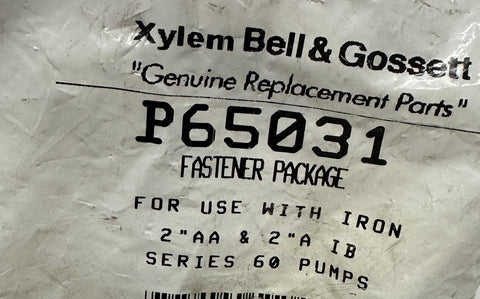 Xylem Bell & Gossett
"Genuine Replacement Parts"
P65031
FASTENER PACKAGE
FOR USE WITH IRON
2"AA & 2"A IB
SERIES 60 PUMPS